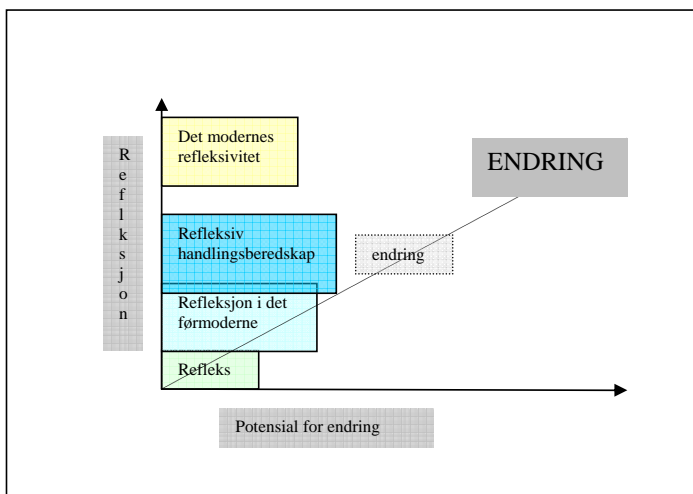 Det modernes
refleksivitet
R
e
f
l
k
s
j
o
n
ENDRING
Refleksiv
handlingsberedskap
endring
Refleksjon i det
førmoderne
Refleks
Potensial for endring